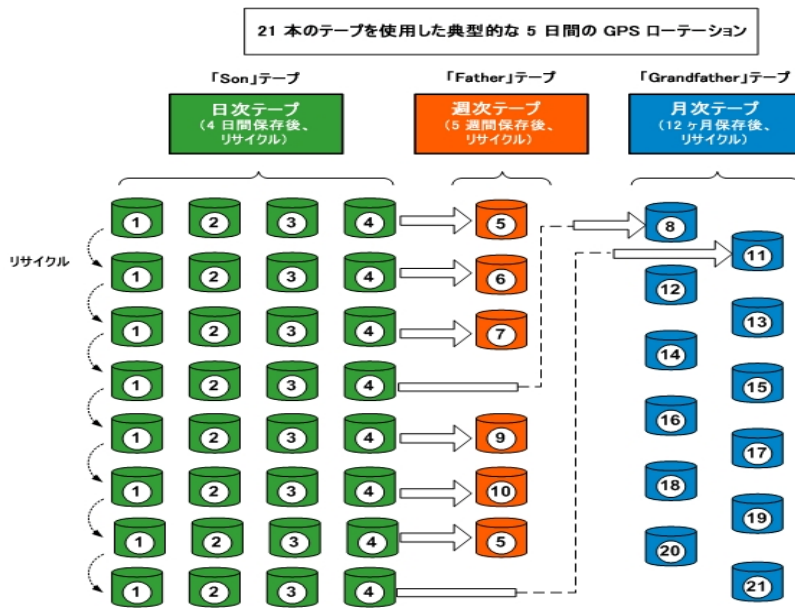 21 本のテープを使用した典型的な 5 日間の GPS ローテーション
「Son」テープ
「Father」テープ
「Grandfather」テープ
日次テープ
(4 日間保存後、
リサイクル)
週次テープ
(5 週間保存後、
リサイクル)
月次テープ
(12 ヶ月保存後、
リサイクル)
リサイクル
1 2 3 4 5 8
11
1 2 3 4 6 12
1 2 3 4 7 13
14
1 2 3 4 15
16
1 2 3 4 9 17
1 2 3 4 10 18
19
1 2 3 4 5 20
1 2 3 4 21